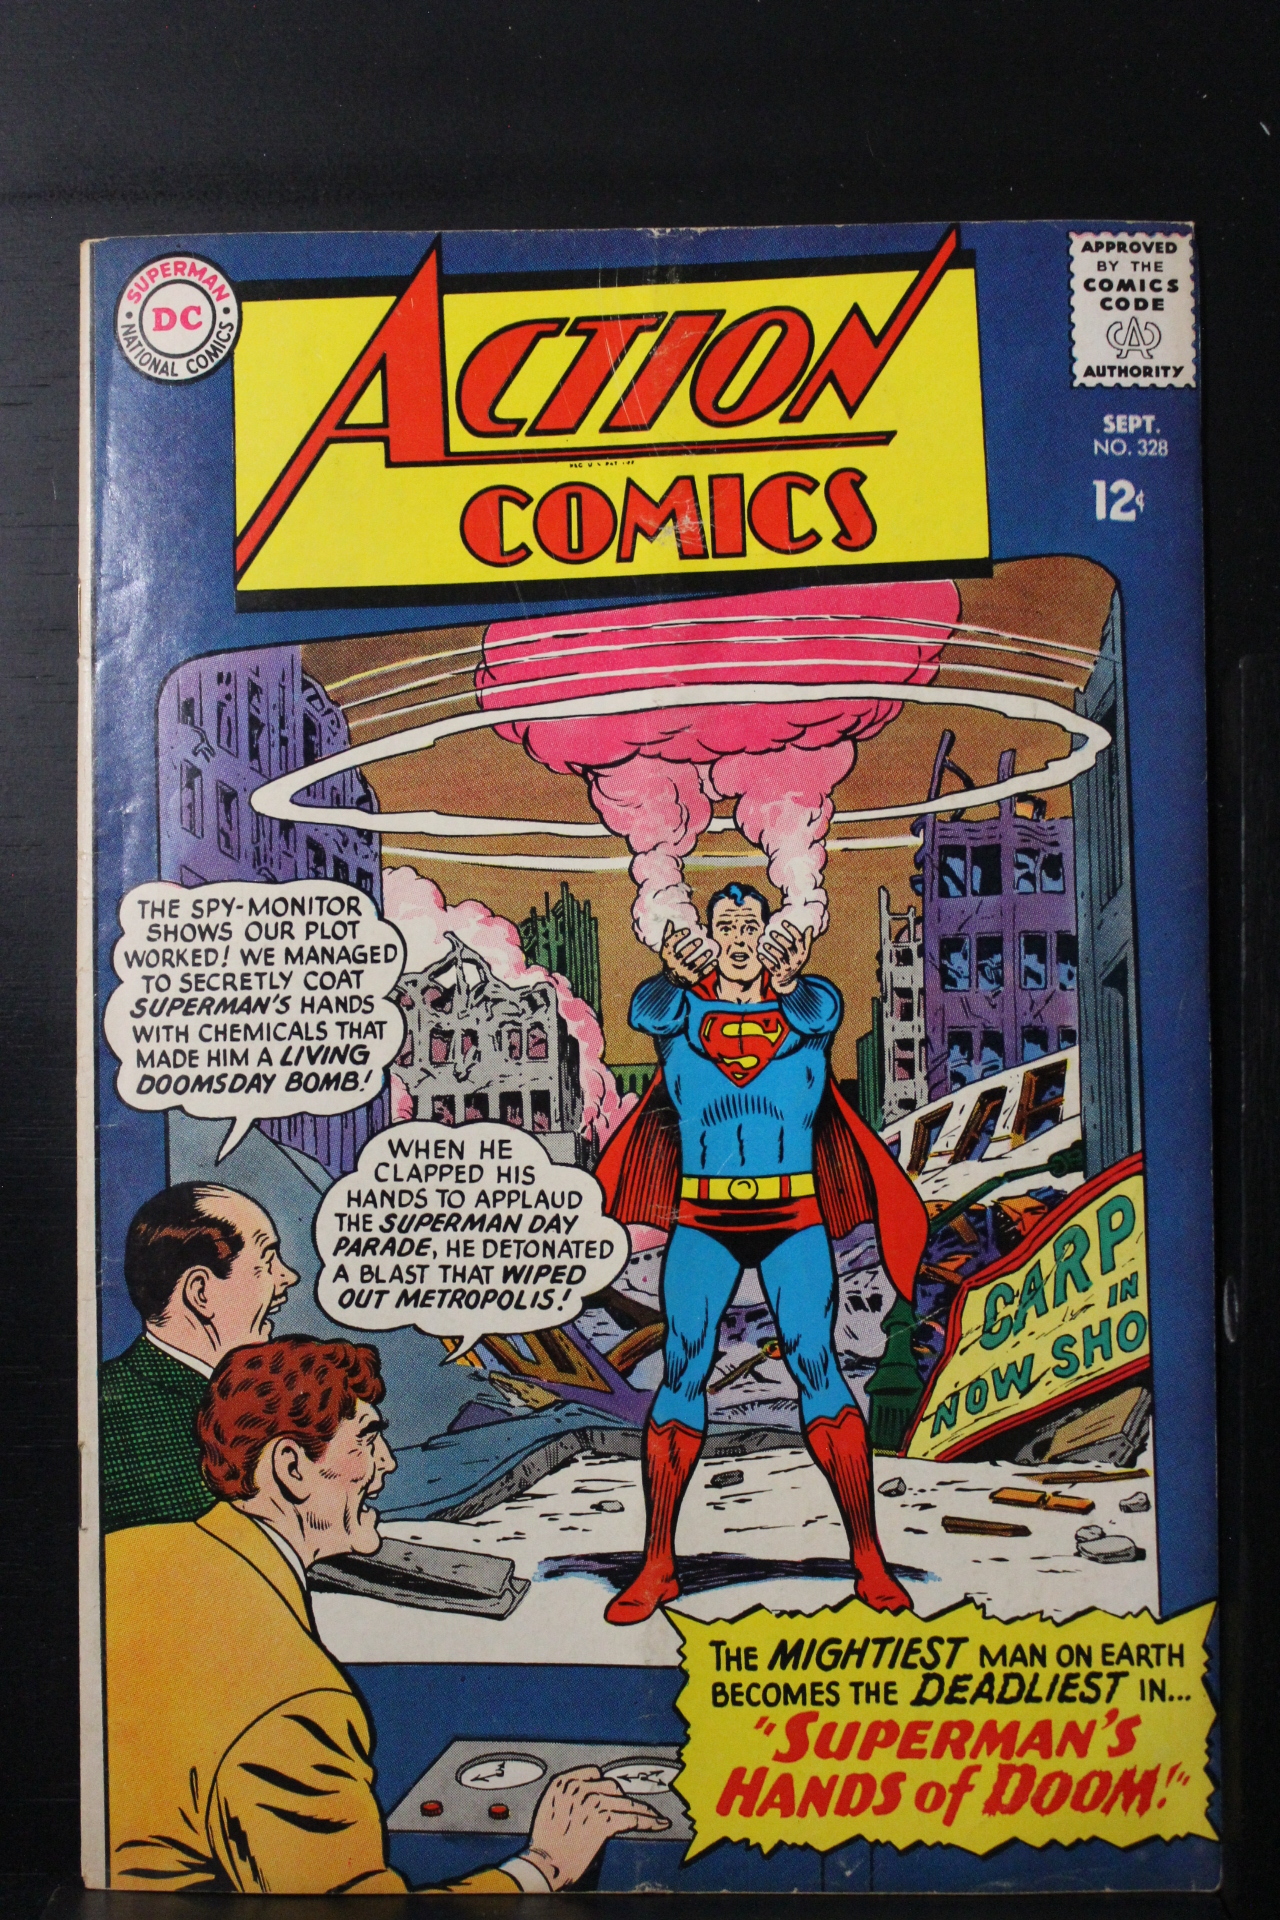 SUPERMAN
DC
NATIONAL COMICS
ACTION
COMICS
APPROVED
BY THE
COMICS
CODE
CA
AUTHORITY
SEPT.
NO. 328
12¢
THE SPY-MONITOR
SHOWS OUR PLOT
WORKED! WE MANAGED
TO SECRETLY COAT
SUPERMAN'S HANDS
WITH CHEMICALS THAT
MADE HIM A LIVING
DOOMSDAY BOMB!
WHEN HE
CLAPPED HIS
HANDS TO APPLAUD
THE SUPERMAN DAY
PARADE, HE DETONATED
A BLAST THAT WIPED
OUT METROPOLIS!
S
CARP
IN
NOW SHO
THE MIGHTIEST MAN ON EARTH
BECOMES THE DEADLIEST IN...
"SUPERMAN'S
HANDS of DOOM!"